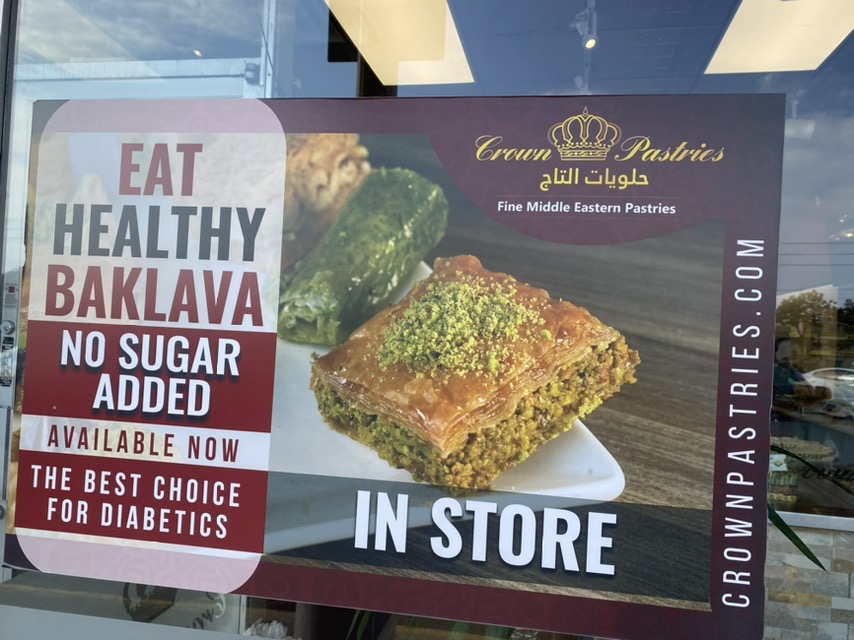 EAT
HEALTHY
BAKLAVA
NO SUGAR
ADDED
AVAILABLE NOW
THE BEST CHOICE
FOR DIABETICS
Crown Pastries
حلويات التاج
Fine Middle Eastern Pastries
IN STORE
CROWNPASTRIES.COM